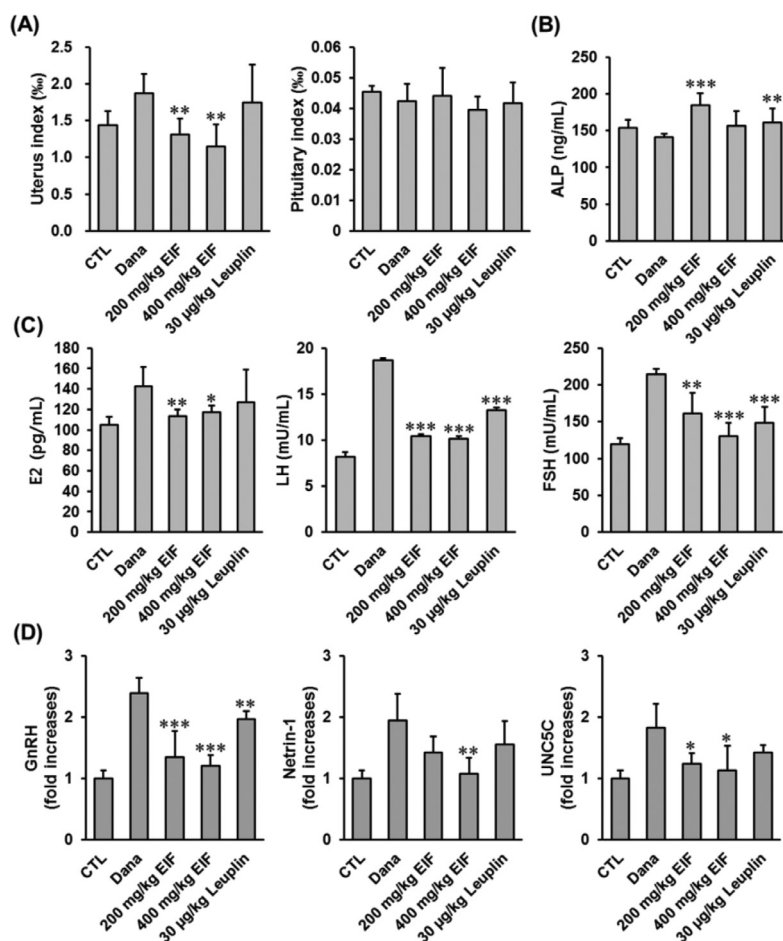 (A)
Uterus index (‰)
2.5
2.0
1.5
1.0
0.5
0.0
**
**
CTL
Dana
200 mg/kg EIF
400 mg/kg EIF
30 µg/kg Leuplin
Pituitary index (‰)
0.06
0.05
0.04
0.03
0.02
0.01
0
CTL
Dana
200 mg/kg EIF
400 mg/kg EIF
30 µg/kg Leuplin
(B)
ALP (ng/mL)
250
200
150
100
50
0
***
**
CTL
Dana
200 mg/kg EIF
400 mg/kg EIF
30 µg/kg Leuplin
(C)
E2 (pg/mL)
180
160
140
120
100
80
60
40
20
0
**
*
CTL
Dana
200 mg/kg EIF
400 mg/kg EIF
30 µg/kg Leuplin
LH (mU/mL)
20
15
10
5
0
***
***
***
CTL
Dana
200 mg/kg EIF
400 mg/kg EIF
30 µg/kg Leuplin
FSH (mU/mL)
250
200
150
100
50
0
**
***
***
CTL
Dana
200 mg/kg EIF
400 mg/kg EIF
30 µg/kg Leuplin
(D)
GnRH
(fold increases)
3
2
1
0
***
***
**
CTL
Dana
200 mg/kg EIF
400 mg/kg EIF
30 µg/kg Leuplin
Netrin-1
(fold increases)
3
2
1
0
**
CTL
Dana
200 mg/kg EIF
400 mg/kg EIF
30 µg/kg Leuplin
UNC5C
(fold increases)
3
2
1
0
*
*
CTL
Dana
200 mg/kg EIF
400 mg/kg EIF
30 µg/kg Leuplin